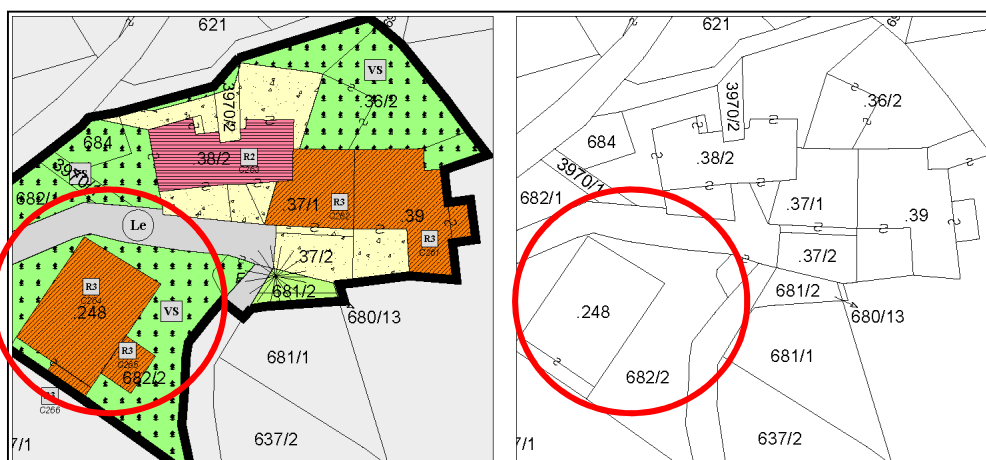 621
VS
3970/2
.36/2
684
.38/2
R2
C263
3970/1
682/1
.37/1
R3
.39
Le
R3
C261
.37/2
R3
C264
.248
VS
681/2
680/13
R3
C265
682/2
681/1
C266
7/1
637/2
621
3970/2
.36/2
684
.38/2
3970/1
682/1
.37/1
.39
.37/2
681/2
.248
680/13
681/1
682/2
7/1
637/2